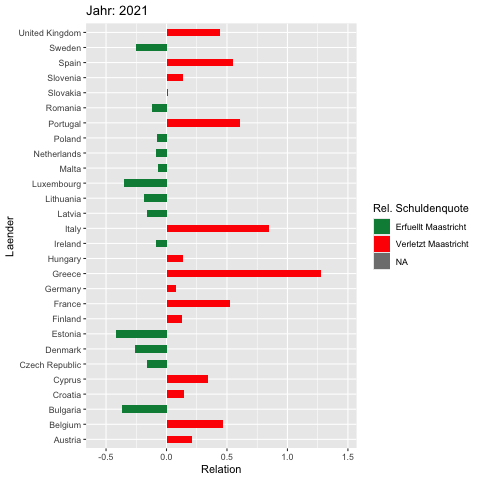 Jahr: 2021
Laender
United Kingdom
Sweden
Spain
Slovenia
Slovakia
Romania
Portugal
Poland
Netherlands
Malta
Luxembourg
Lithuania
Latvia
Italy
Ireland
Hungary
Greece
Germany
France
Finland
Estonia
Denmark
Czech Republic
Cyprus
Croatia
Bulgaria
Belgium
Austria
-0.5 0.0 0.5 1.0 1.5
Relation
Rel. Schuldenquote
Erfuellt Maastricht
Verletzt Maastricht
NA